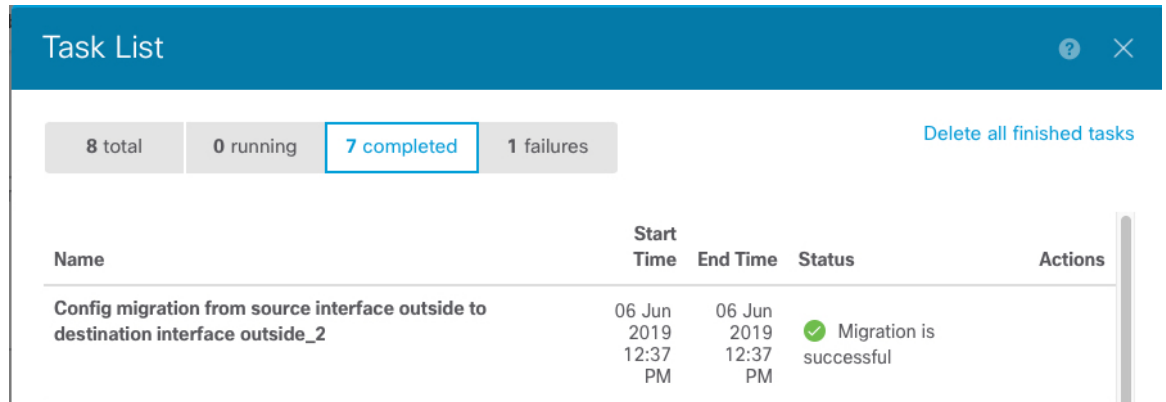 Task List
8 total 0 running 7 completed 1 failures
Delete all finished tasks
Name Start Time End Time Status Actions
Config migration from source interface outside to
destination interface outside_2
06 Jun
2019
12:37
PM
06 Jun
2019
12:37
PM
Migration is
successful